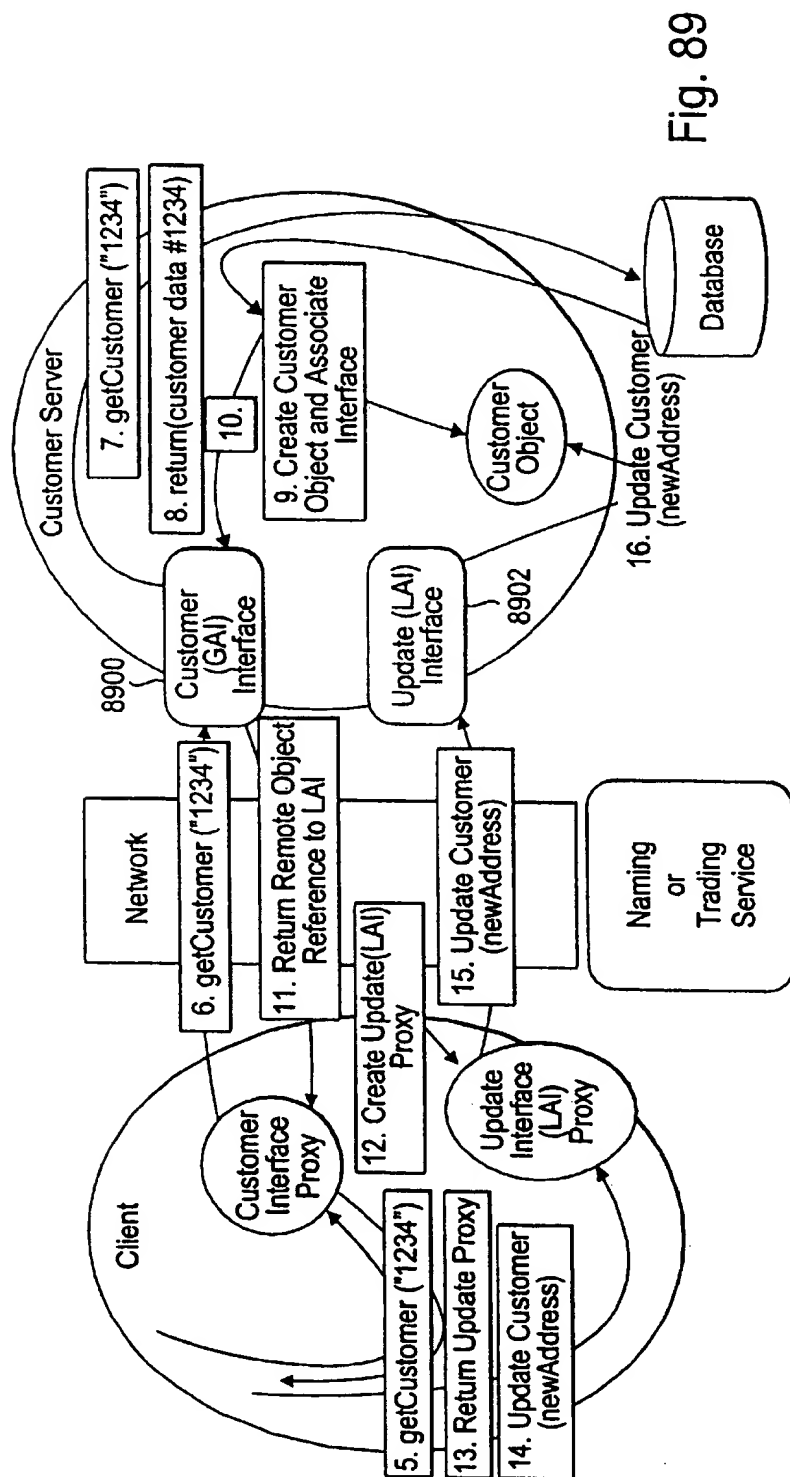 Client
5. getCustomer ("1234")
13. Return Update Proxy
14. Update Customer
(newAddress)
Customer
Interface
Proxy
12. Create Update(LAI)
Proxy
Update
Interface
(LAI)
Proxy
Network
6. getCustomer ("1234")
11. Return Remote Object
Reference to LAI
15. Update Customer
(newAddress)
Naming
or
Trading
Service
8900
Customer
(GAI)
Interface
Update (LAI)
Interface
8902
Customer Server
7. getCustomer ("1234")
8. return(customer data #1234)
10.
9. Create Customer
Object and Associate
Interface
Customer
Object
16. Update Customer
(newAddress)
Database
Fig. 89